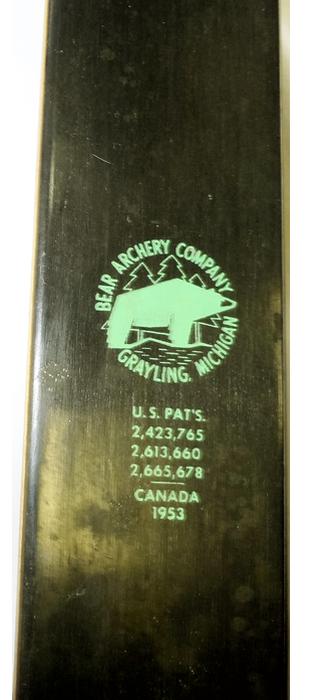 BEAR ARCHERY COMPANY
GRAYLING, MICHIGAN
U.S. PAT'S.
2,423,765
2,613,660
2,665,678
CANADA
1953